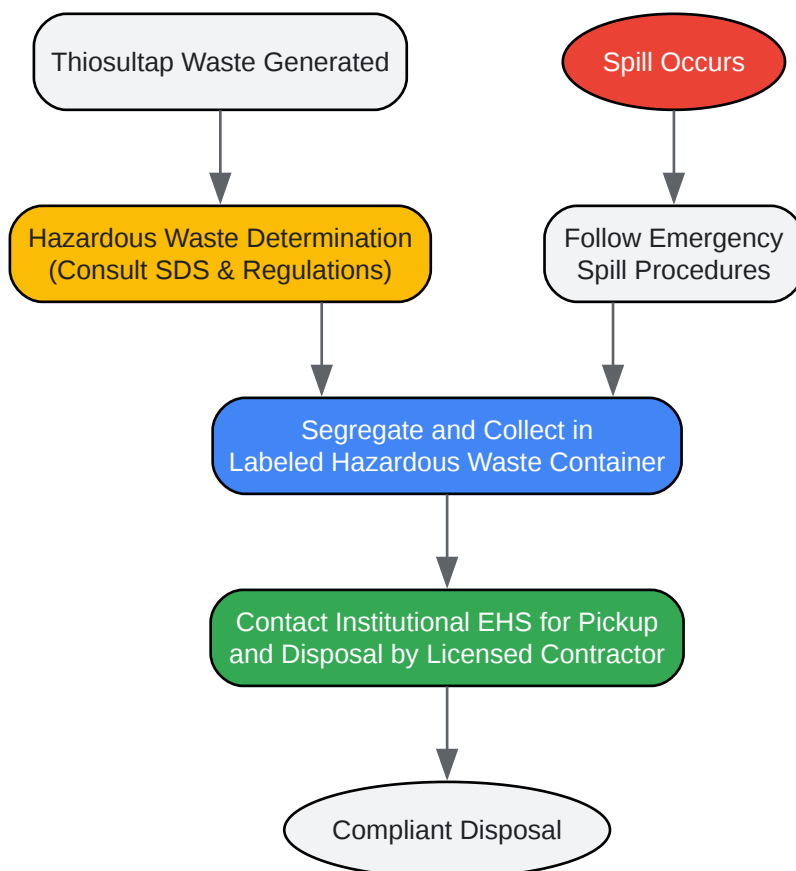 Thiosultap Waste Generated
Spill Occurs
Hazardous Waste Determination
(Consult SDS & Regulations)
Follow Emergency
Spill Procedures
Segregate and Collect in
Labeled Hazardous Waste Container
Contact Institutional EHS for Pickup
and Disposal by Licensed Contractor
Compliant Disposal